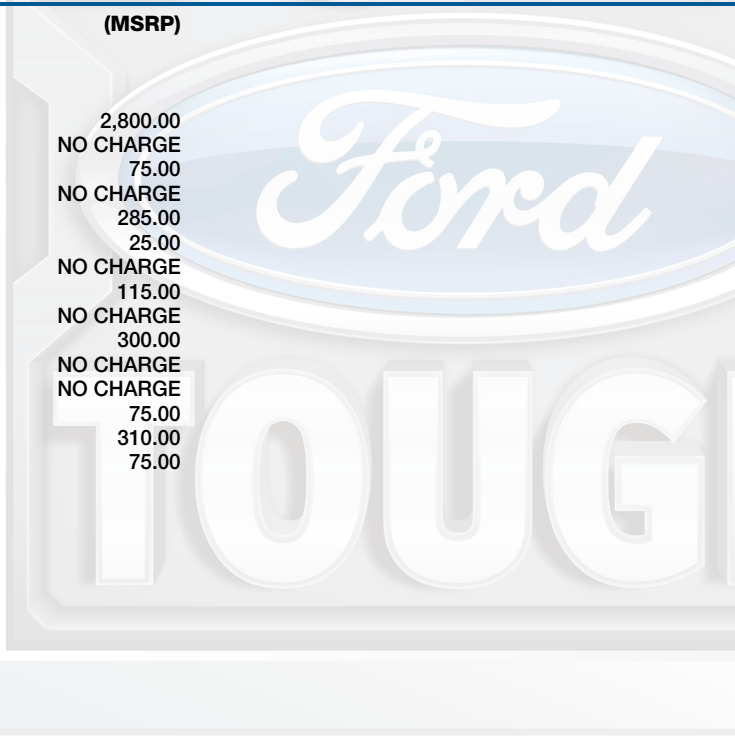 (MSRP)
2,800.00
NO CHARGE
75.00
NO CHARGE
285.00
25.00
NO CHARGE
115.00
NO CHARGE
300.00
NO CHARGE
NO CHARGE
75.00
310.00
75.00
Ford
TOUG